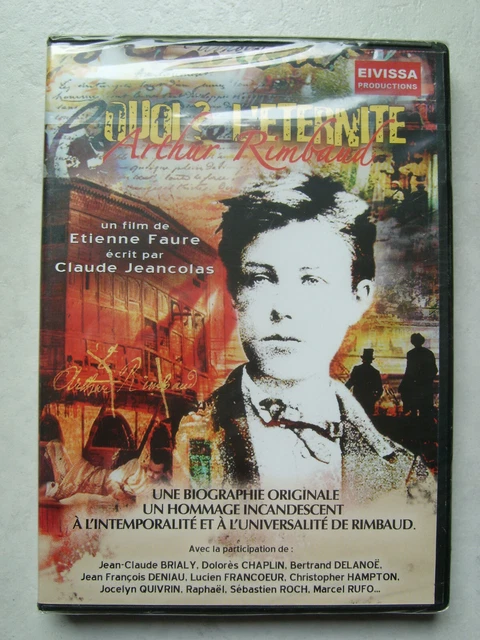 EIVISSA
PRODUCTIONS
QUOI ? L'ETERNITE
Arthur Rimbaud
un film de
Etienne Faure
écrit par
Claude Jeancolas
Arthur Rimbaud
UNE BIOGRAPHIE ORIGINALE
UN HOMMAGE INCANDESCENT
À L'INTEMPORALITÉ ET À L'UNIVERSALITÉ DE RIMBAUD.
Avec la participation de :
Jean-Claude BRIALY, Dolorès CHAPLIN, Bertrand DELANOË,
Jean François DENIAU, Lucien FRANCOEUR, Christopher HAMPTON,
Jocelyn QUIVRIN, Raphaël, Sébastien ROCH, Marcel RUFO...